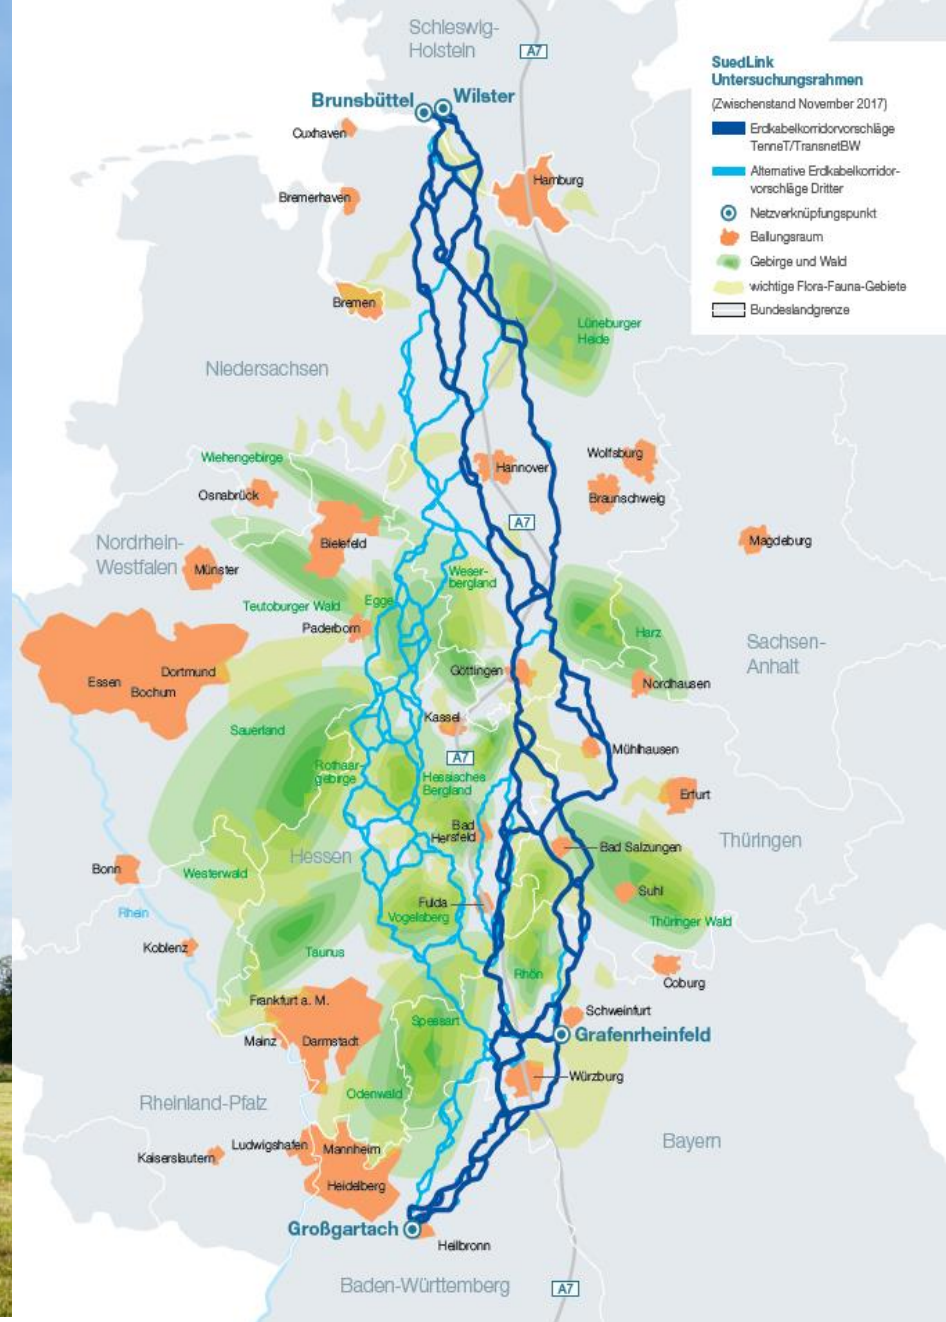 Schleswig-
Holstein
A7
SuedLink
Untersuchungsrahmen
(Zwischenstand November 2017)
Erdkabelkorridorvorschläge
TenneT/TransnetBW
Alternative Erdkabelkorridor-
vorschläge Dritter
Netzverknüpfungspunkt
Ballungsraum
Gebirge und Wald
wichtige Flora-Fauna-Gebiete
Bundeslandgrenze
Brunsbüttel
Wilster
Cuxhaven
Hamburg
Bremerhaven
Bremen
Lüneburger
Heide
Niedersachsen
Wiehengebirge
Hannover
Wolfsburg
Osnabrück
Braunschweig
A7
Nordrhein-
Westfalen
Bielefeld
Magdeburg
Münster
Weser-
bergland
Teutoburger Wald
Egge
Paderborn
Harz
Sachsen-
Anhalt
Dortmund
Essen
Bochum
Göttingen
Nordhausen
Kassel
Sauerland
Mühlhausen
A7
Rothaar-
gebirge
Hessisches
Bergland
Erfurt
Bad
Hersfeld
Thüringen
Hessen
Bad Salzungen
Bonn
Westerwald
Suhl
Fulda
Rhein
Vogelsberg
Thüringer Wald
Koblenz
Taunus
Rhön
Coburg
Frankfurt a. M.
Spessart
Schweinfurt
Mainz
Darmstadt
Grafenrheinfeld
Würzburg
Odenwald
Rheinland-Pfalz
Bayern
Ludwigshafen
Mannheim
Kaiserslautern
Heidelberg
Großgartach
Heilbronn
Baden-Württemberg
A7